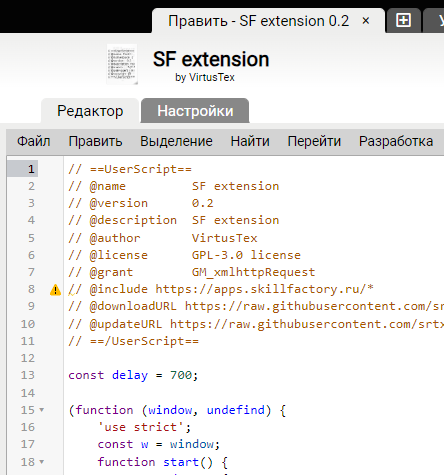 Править - SF extension 0.2 ×
SF extension
by VirtusTex
Редактор Настройки
Файл Править Выделение Найти Перейти Разработка
1 // ==UserScript==
2 // @name SF extension
3 // @version 0.2
4 // @description SF extension
5 // @author VirtusTex
6 // @license GPL-3.0 license
7 // @grant GM_xmlhttpRequest
8 // @include https://apps.skillfactory.ru/*
9 // @downloadURL https://raw.githubusercontent.com/sr
10 // @updateURL https://raw.githubusercontent.com/srtx
11 // ==/UserScript==
12
13 const delay = 700;
14
15 (function (window, undefind) {
16 'use strict';
17 const w = window;
18 function start() {